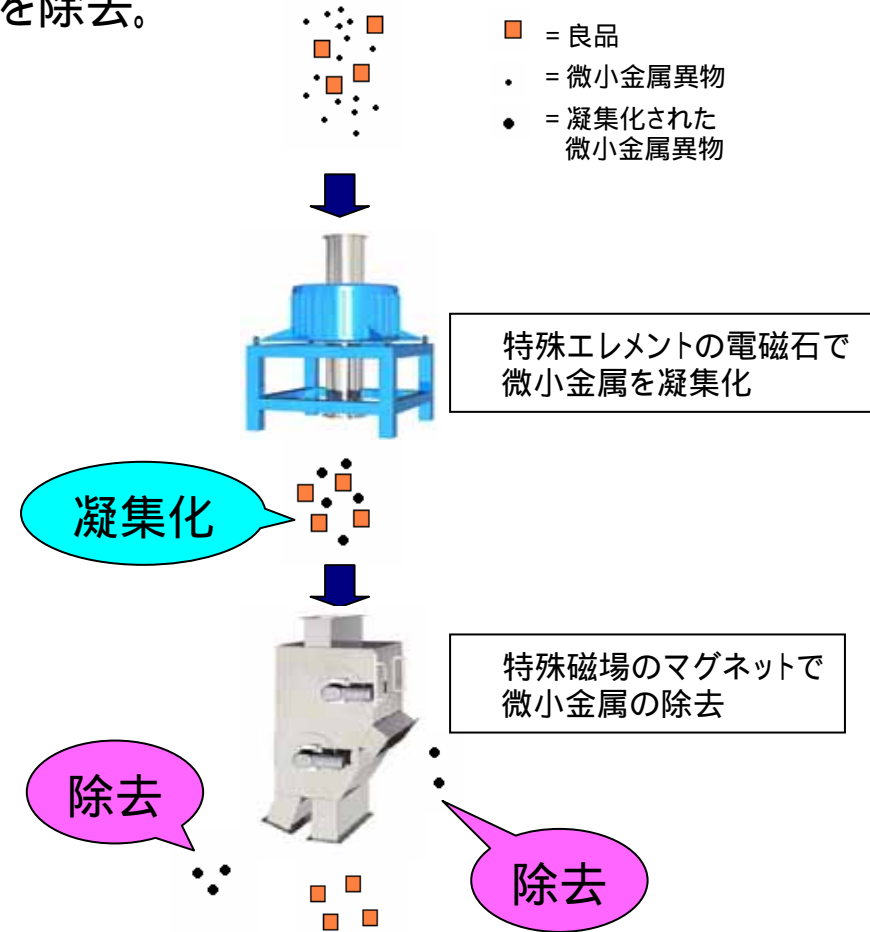 を除去。
= 良品
= 微小金属異物
= 凝集化された
微小金属異物
特殊エレメントの電磁石で
微小金属を凝集化
凝集化
特殊磁場のマグネットで
微小金属の除去
除去
除去